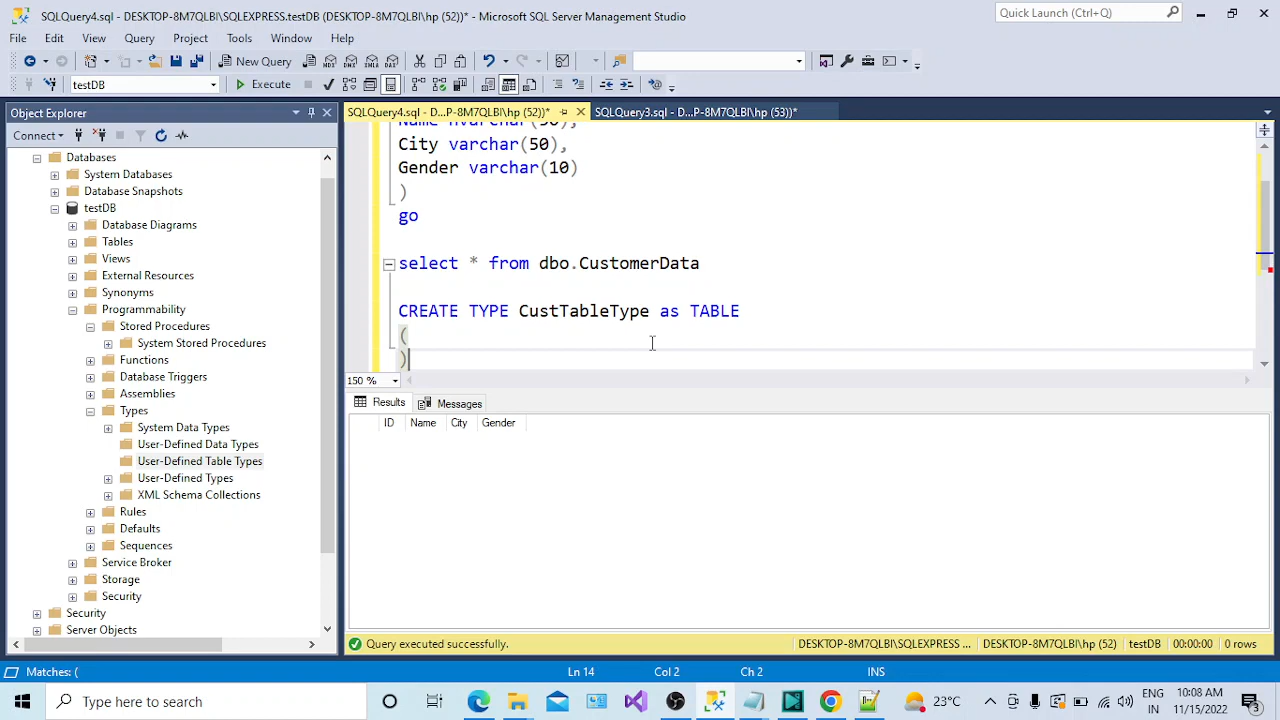 SQLQuery4.sql - DESKTOP-8M7QLBI\SQLEXPRESS.testDB (DESKTOP-8M7QLBI\hp (52))* - Microsoft SQL Server Management Studio
Quick Launch (Ctrl+Q)
File Edit View Query Project Tools Window Help
New Query
testDB Execute
Object Explorer
SQLQuery4.sql - D...P-8M7QLBI\hp (52))* SQLQuery3.sql - D...P-8M7QLBI\hp (53))*
Connect
Databases
System Databases
Database Snapshots
testDB
Database Diagrams
Tables
Views
External Resources
Synonyms
Programmability
Stored Procedures
System Stored Procedures
Functions
Database Triggers
Assemblies
Types
System Data Types
User-Defined Data Types
User-Defined Table Types
User-Defined Types
XML Schema Collections
Rules
Defaults
Sequences
Service Broker
Storage
Security
Security
Server Objects
Name nvarchar(50),
City varchar(50),
Gender varchar(10)
)
go
select * from dbo.CustomerData
CREATE TYPE CustTableType as TABLE
(
)
150 %
Results Messages
ID Name City Gender
Query executed successfully. DESKTOP-8M7QLBI\SQLEXPRESS ... DESKTOP-8M7QLBI\hp (52) testDB 00:00:00 0 rows
Matches: ( Ln 14 Col 2 Ch 2 INS
Type here to search 23°C ENG 10:08 AM
IN 11/15/2022 3